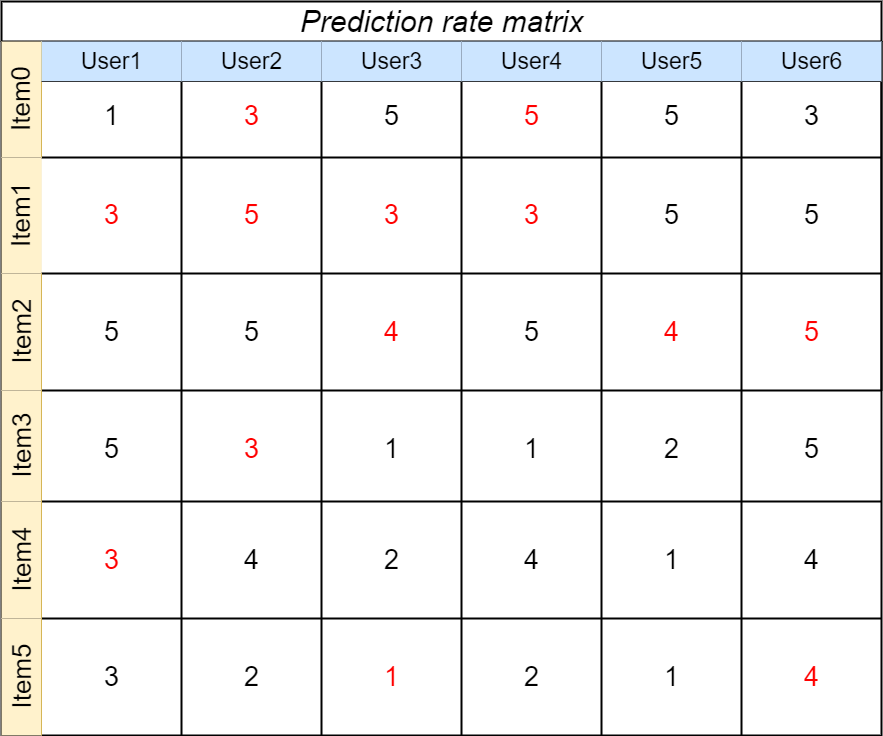 Prediction rate matrix
User1 User2 User3 User4 User5 User6
Item0 1 3 5 5 5 3
Item1 3 5 3 3 5 5
Item2 5 5 4 5 4 5
Item3 5 3 1 1 2 5
Item4 3 4 2 4 1 4
Item5 3 2 1 2 1 4